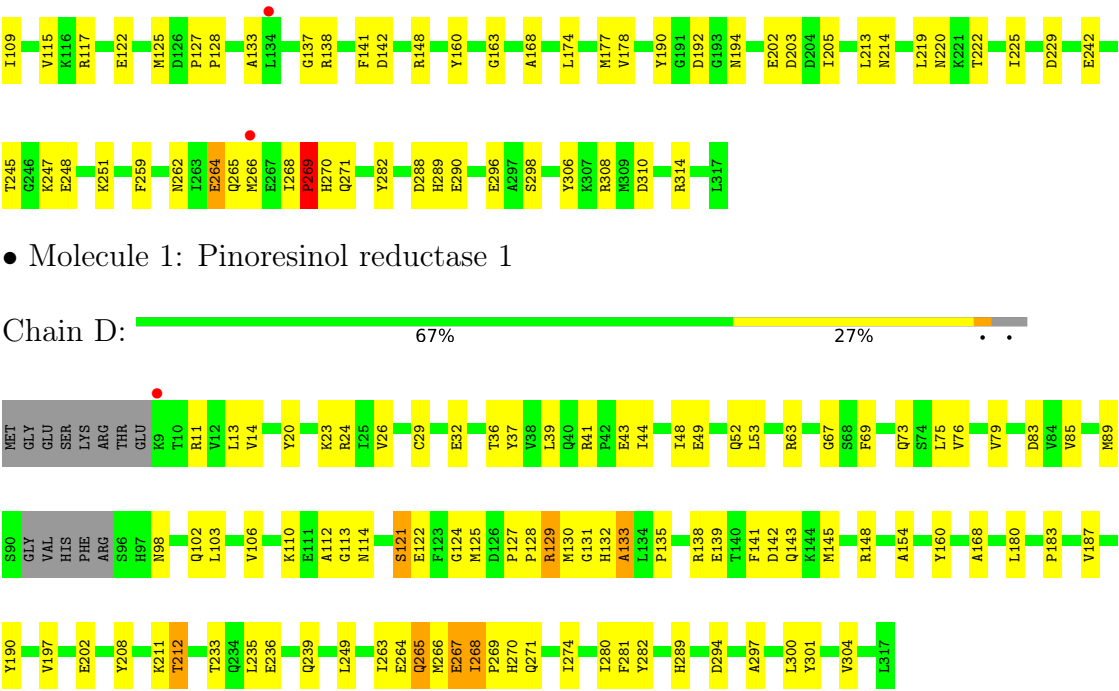 I109 V115 K116 R117 E122 M125 D126 P127 P128 A133 L134 G137 R138 F141 D142 R148 Y160 G163 A168 L174 M177 V178 Y190 G191 D192 G193 N194 E202 D203 D204 I205 L213 N214 L219 N220 K221 T222 I225 D229 E242
T245 G246 K247 E248 K251 F259 N262 I263 E264 Q265 M266 E267 I268 P269 H270 Q271 Y282 D288 H289 E290 E296 A297 S298 Y306 K307 R308 M309 D310 R314 L317
• Molecule 1: Pinoresinol reductase 1
Chain D: 67% 27% . .
MET GLY GLU SER LYS ARG THR GLU K9 T10 R11 V12 L13 V14 Y20 K23 R24 I25 V26 C29 E32 T36 Y37 V38 L39 Q40 R41 P42 E43 I44 I48 E49 Q52 L53 R63 G67 S68 F69 Q73 S74 L75 V76 V79 D83 V84 V85 M89
S90 GLY VAL HIS PHE ARG S96 H97 N98 Q102 L103 V106 K110 E111 A112 G113 N114 S121 E122 F123 G124 M125 D126 P127 P128 R129 M130 G131 H132 A133 L134 P135 R138 E139 T140 F141 D142 Q143 K144 M145 R148 A154 Y160 A168 L180 P183 V187
Y190 V197 E202 Y208 K211 T212 T233 Q234 L235 E236 Q239 L249 I263 E264 Q265 M266 E267 I268 P269 H270 Q271 I274 I280 F281 Y282 H289 D294 A297 L300 Y301 V304 L317